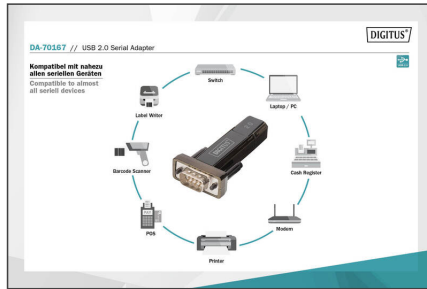 DIGITUS®
DA-70167 // USB 2.0 Serial Adapter
Kompatibel mit nahezu
allen seriellen Geräten
Compatible to almost
all seriell devices
Switch
Label Writer
Laptop / PC
Barcode Scanner
Cash Register
DIGITUS
POS
Modem
Printer